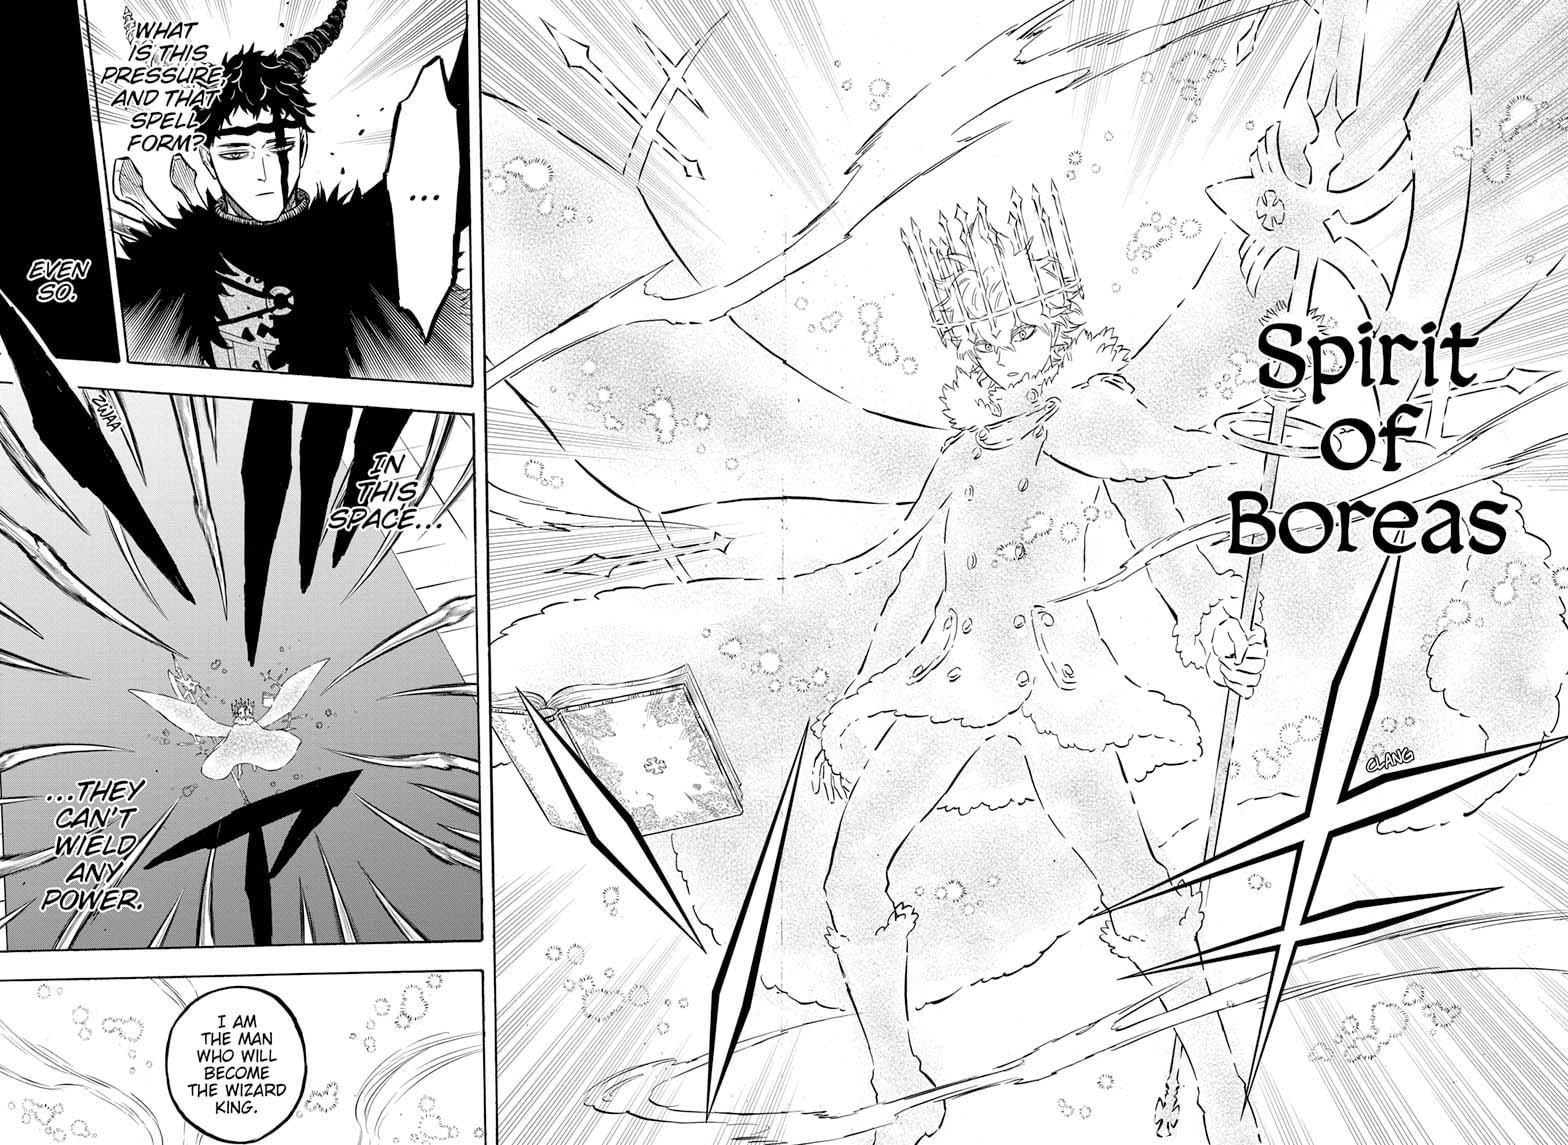 Spirit
of
Boreas
CLANG
WHAT
IS THIS
PRESSURE
AND THAT
SPELL
FORM?
...
EVEN
SO.
ZWAA
IN
THIS
SPACE...
...THEY
CAN'T
WIELD
ANY
POWER.
I AM
THE MAN
WHO WILL
BECOME
THE WIZARD
KING.